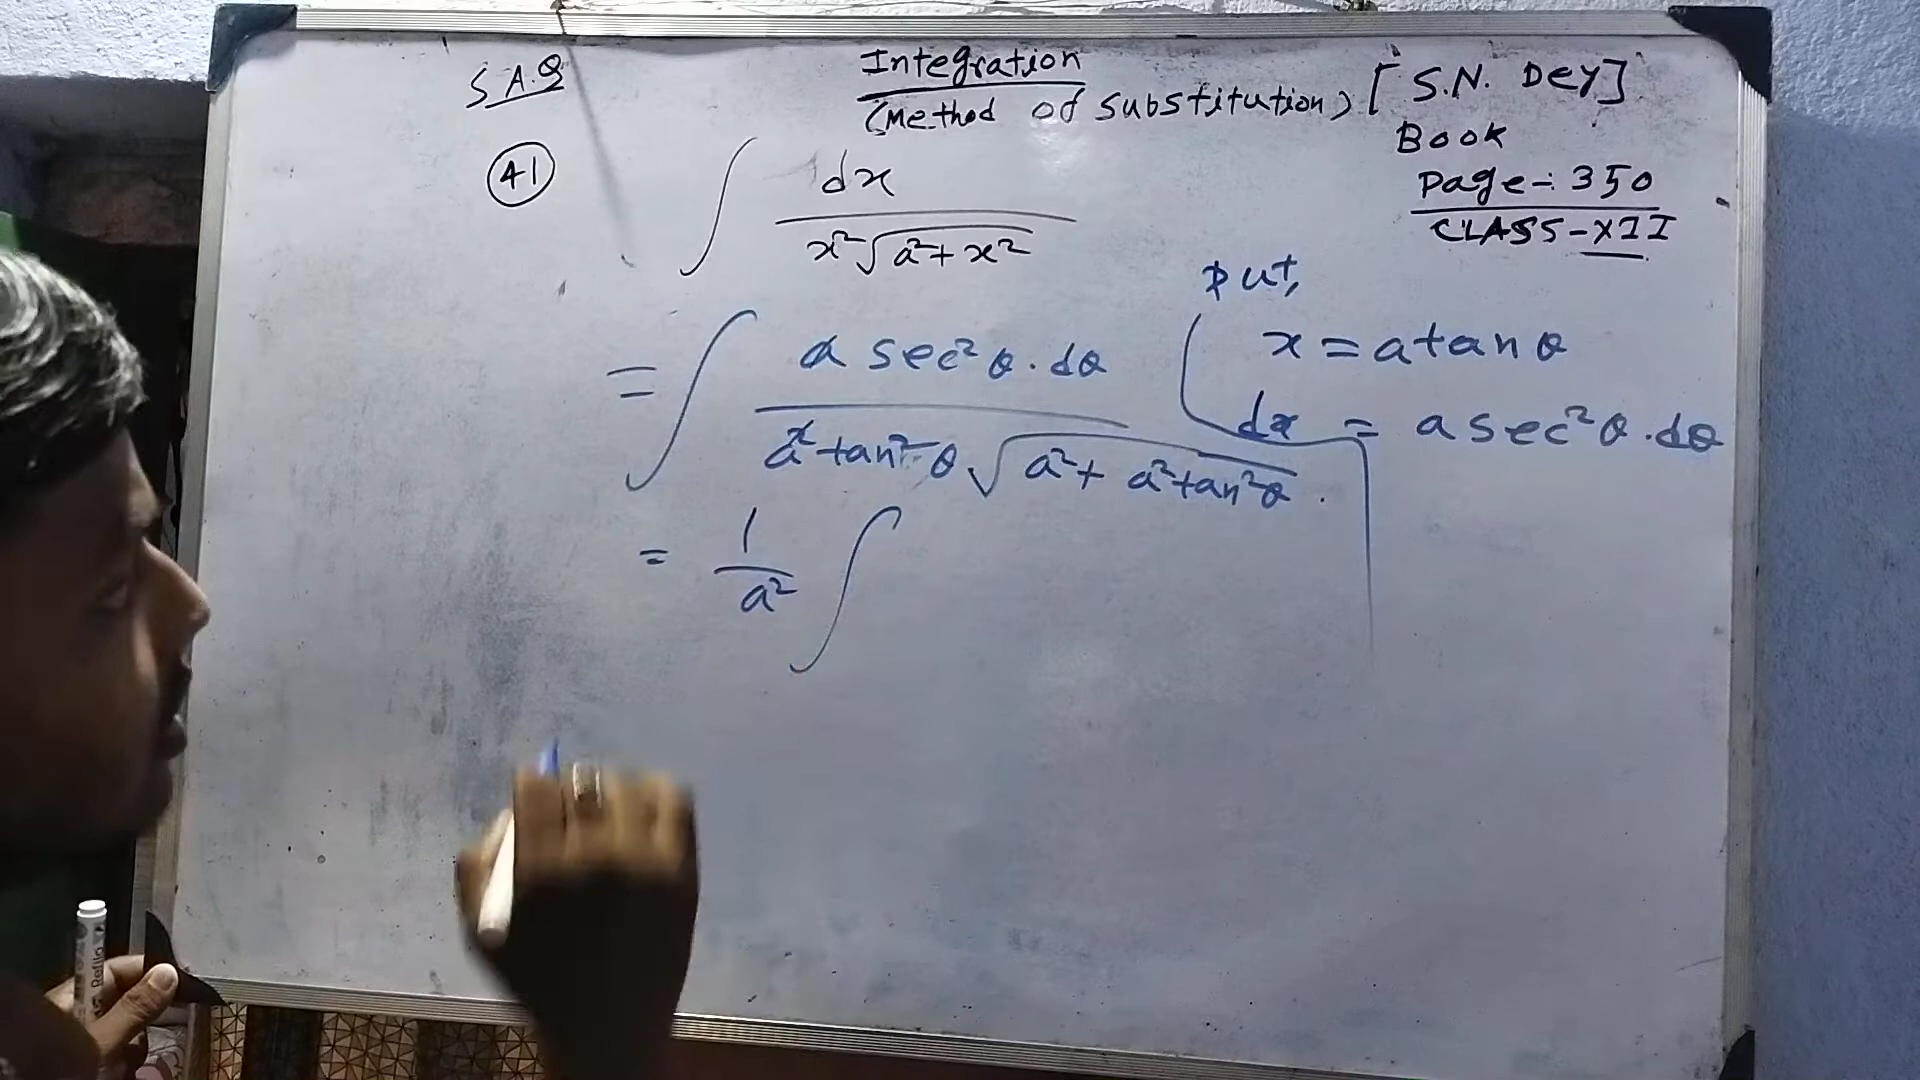 S.A.Q
Integration
(Method of substitution) [S.N. DEY]
Book
Page-: 350
CLASS-XII
41
∫ dx / x²√a²+x²
put,
x = a tan θ
dx = a sec²θ.dθ
= ∫ a sec²θ.dθ / a² tan²θ √a²+ a² tan²θ .
= 1/a² ∫
Reflio